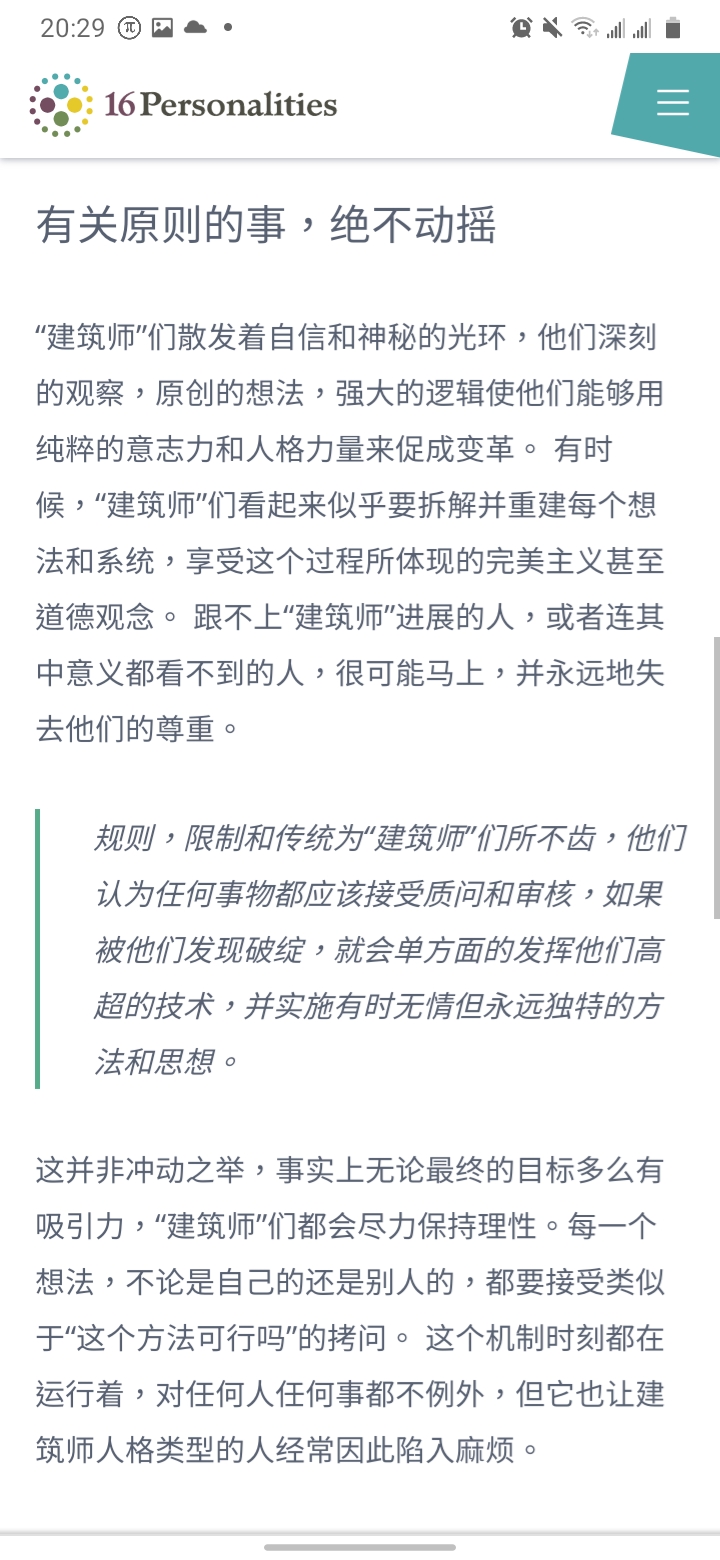 20:29
16Personalities
有关原则的事，绝不动摇
“建筑师”们散发着自信和神秘的光环，他们深刻
的观察，原创的想法，强大的逻辑使他们能够用
纯粹的意志力和人格力量来促成变革。 有时
候，“建筑师”们看起来似乎要拆解并重建每个想
法和系统，享受这个过程所体现的完美主义甚至
道德观念。 跟不上“建筑师”进展的人，或者连其
中意义都看不到的人，很可能马上，并永远地失
去他们的尊重。
规则，限制和传统为“建筑师”们所不齿，他们
认为任何事物都应该接受质问和审核，如果
被他们发现破绽，就会单方面的发挥他们高
超的技术，并实施有时无情但永远独特的方
法和思想。
这并非冲动之举，事实上无论最终的目标多么有
吸引力，“建筑师”们都会尽力保持理性。每一个
想法，不论是自己的还是别人的，都要接受类似
于“这个方法可行吗”的拷问。 这个机制时刻都在
运行着，对任何人任何事都不例外，但它也让建
筑师人格类型的人经常因此陷入麻烦。